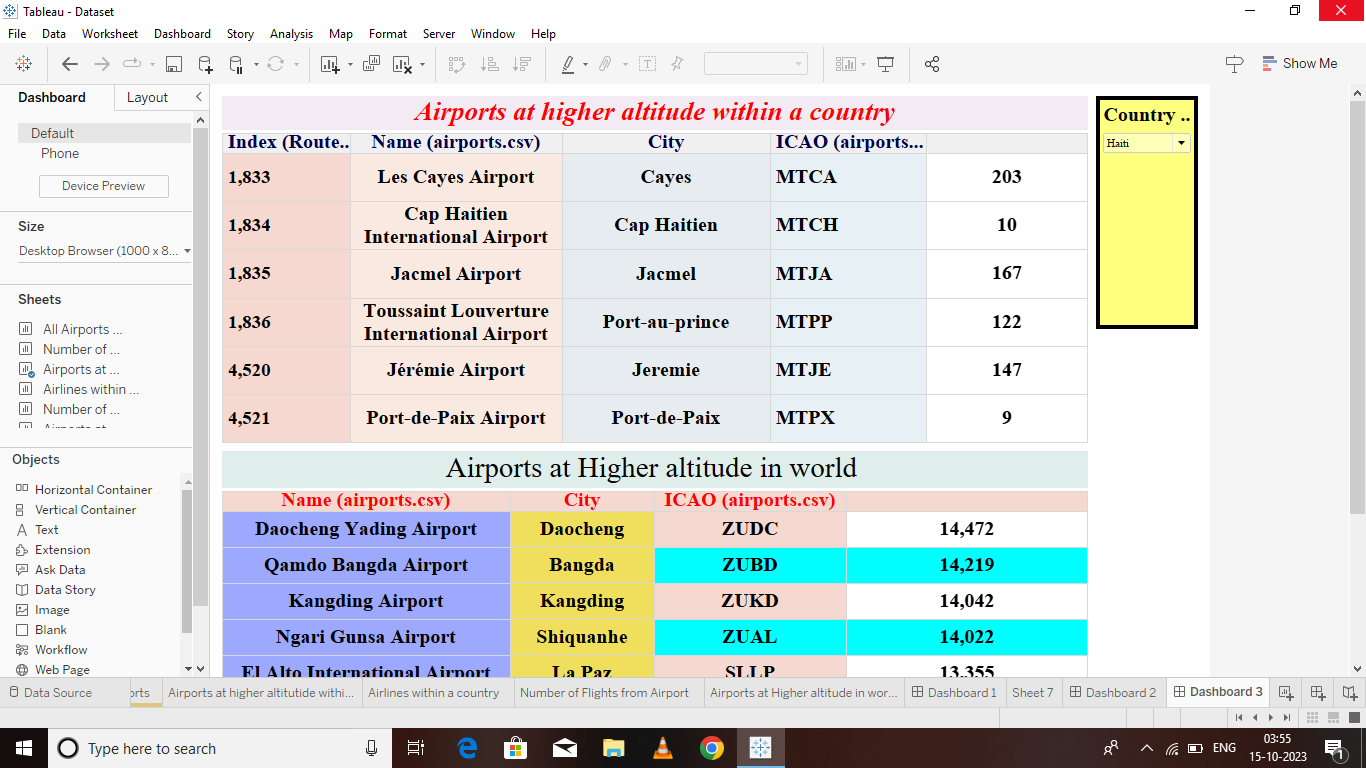 Tableau - Dataset
File Data Worksheet Dashboard Story Analysis Map Format Server Window Help
Show Me
Dashboard Layout
Default
Phone
Device Preview
Size
Desktop Browser (1000 x 8...
Sheets
All Airports ...
Number of ...
Airports at ...
Airlines within ...
Number of ...
Airports at
Objects
Horizontal Container
Vertical Container
Text
Extension
Ask Data
Data Story
Image
Blank
Workflow
Web Page
Airports at higher altitude within a country
Index (Route.. Name (airports.csv) City ICAO (airports...
1,833 Les Cayes Airport Cayes MTCA 203
1,834 Cap Haitien International Airport Cap Haitien MTCH 10
1,835 Jacmel Airport Jacmel MTJA 167
1,836 Toussaint Louverture International Airport Port-au-prince MTPP 122
4,520 Jérémie Airport Jeremie MTJE 147
4,521 Port-de-Paix Airport Port-de-Paix MTPX 9
Country ..
Haiti
Airports at Higher altitude in world
Name (airports.csv) City ICAO (airports.csv)
Daocheng Yading Airport Daocheng ZUDC 14,472
Qamdo Bangda Airport Bangda ZUBD 14,219
Kangding Airport Kangding ZUKD 14,042
Ngari Gunsa Airport Shiquanhe ZUAL 14,022
El Alto International Airport La Paz SLLP 13,355
Data Source orts Airports at higher altitutide withi... Airlines within a country Number of Flights from Airport Airports at Higher altitude in wor... Dashboard 1 Sheet 7 Dashboard 2 Dashboard 3
Type here to search
ENG
03:55
15-10-2023
1